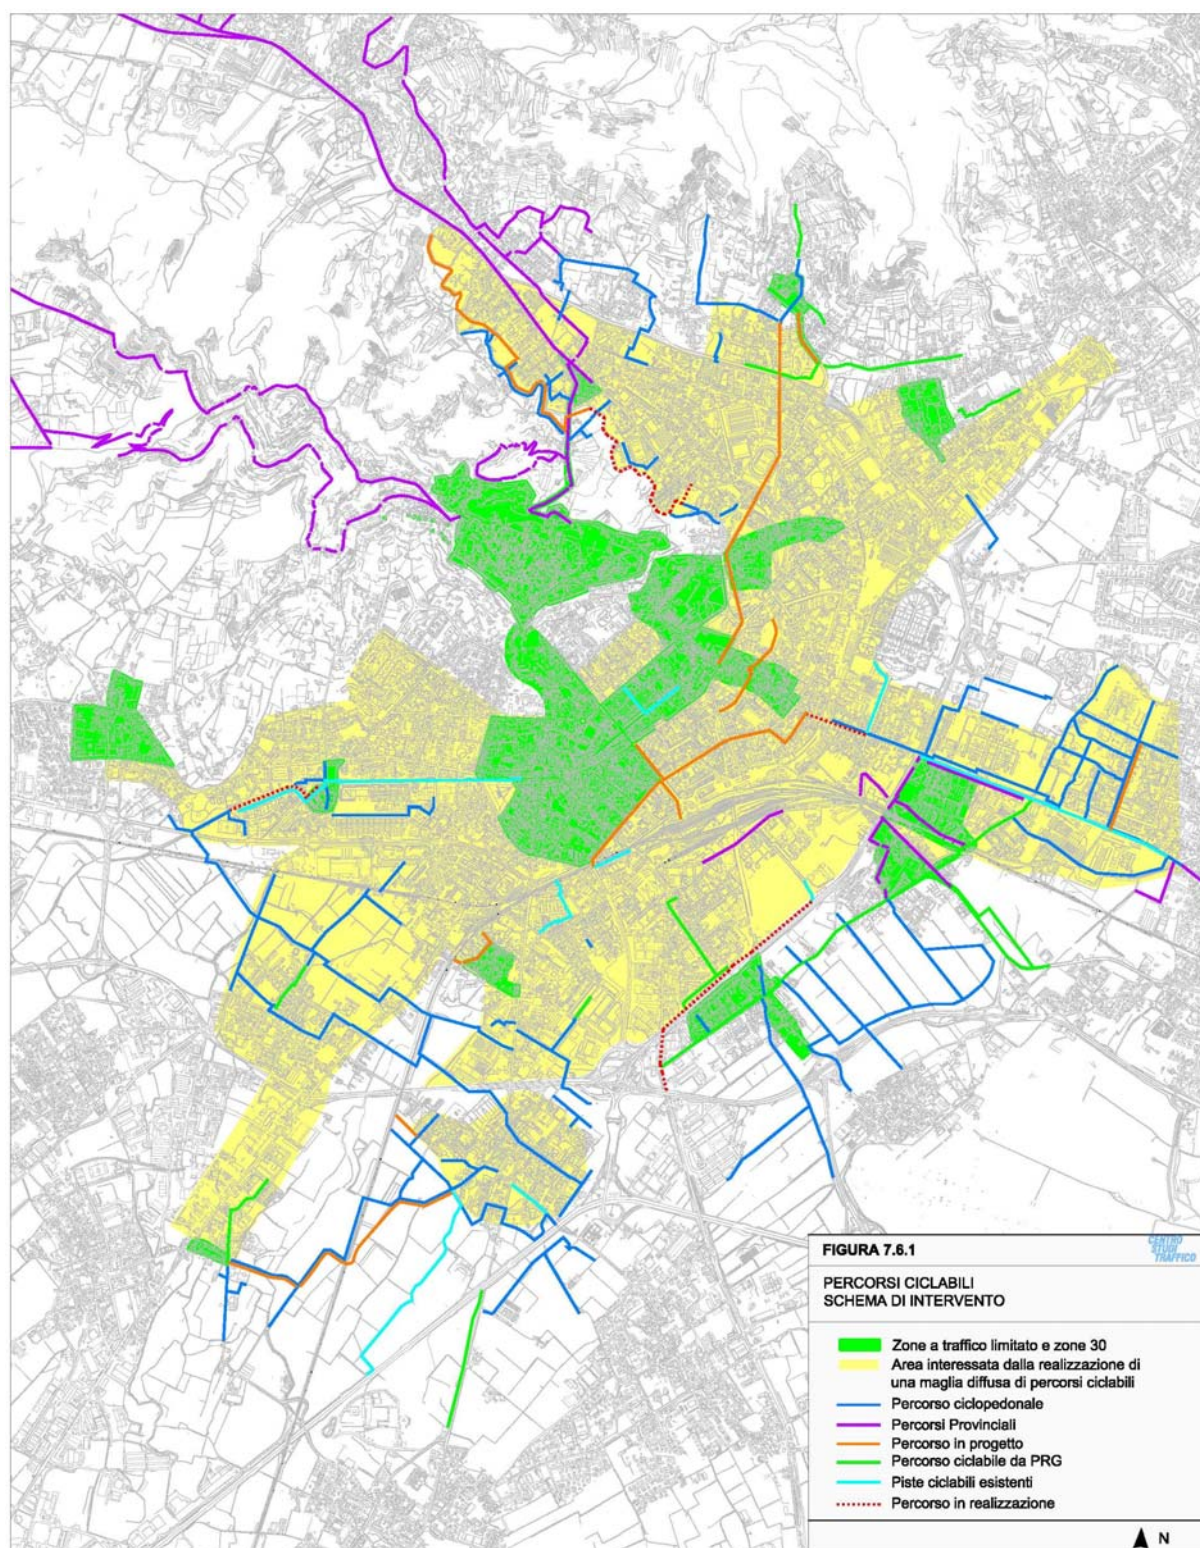 FIGURA 7.6.1
CENTRO
STUDI
TRAFFICO
PERCORSI CICLABILI
SCHEMA DI INTERVENTO
Zone a traffico limitato e zone 30
Area interessata dalla realizzazione di
una maglia diffusa di percorsi ciclabili
Percorso ciclopedonale
Percorsi Provinciali
Percorso in progetto
Percorso ciclabile da PRG
Piste ciclabili esistenti
Percorso in realizzazione
N